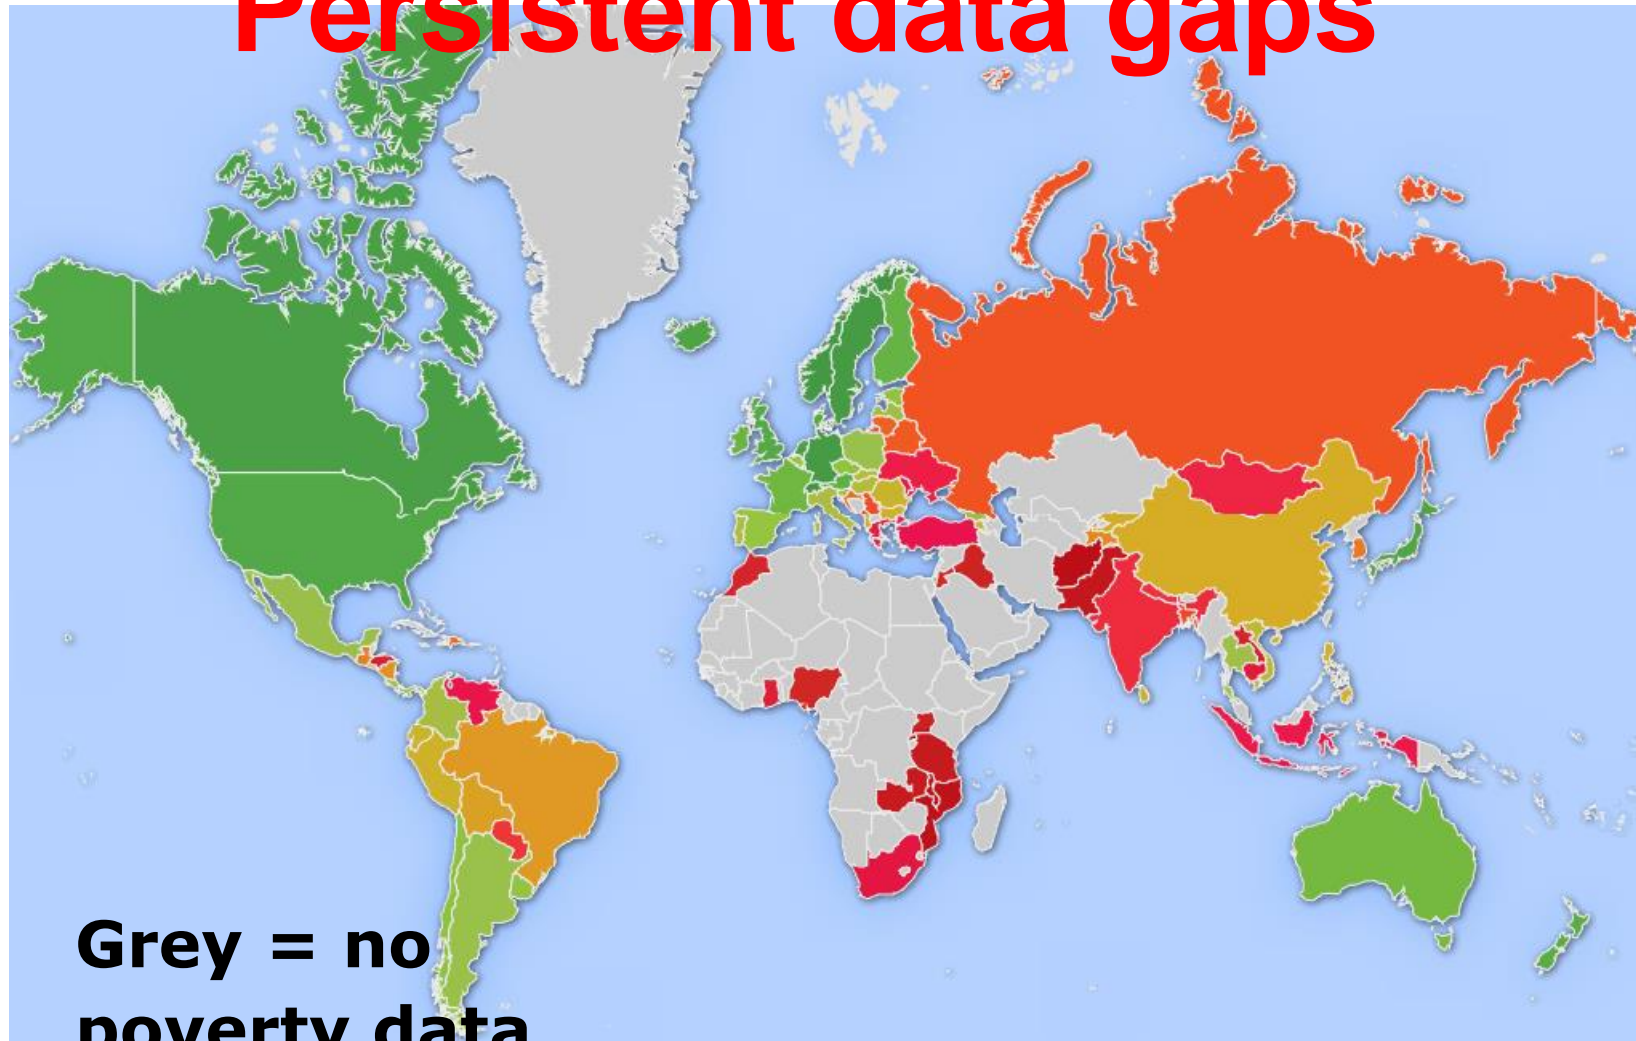 Persistent data gaps
Grey = no
poverty data